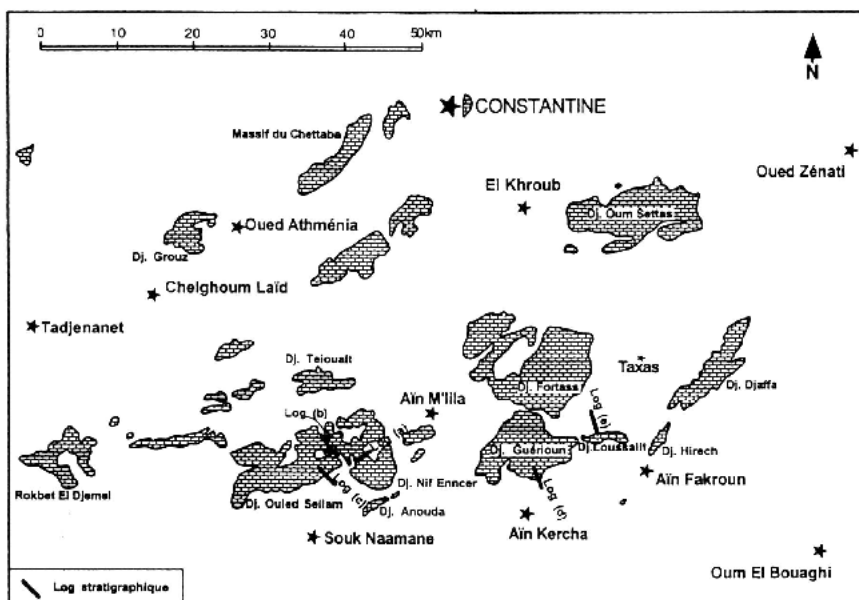 0 10 20 30 40 50km
N
CONSTANTINE
Massif du Chettaba
Oued Zénati
El Khroub
Dj. Oum Settas
Oued Athménia
Dj. Grouz
Chelghoum Laïd
Tadjenanet
Dj. Teioualt
Taxas
Dj. Djaffa
Dj. Fortass
Aïn M'lila
Log (b)
Log (e)
Dj. Guérioun
Dj. Loussalit
Dj. Hirech
Rokbet El Djemel
Dj. Nif Enncer
Aïn Fakroun
Dj. Ouled Sellam
Log (c)
Log (d)
Dj. Anouda
Aïn Kercha
Souk Naamane
Oum El Bouaghi
Log stratigraphique